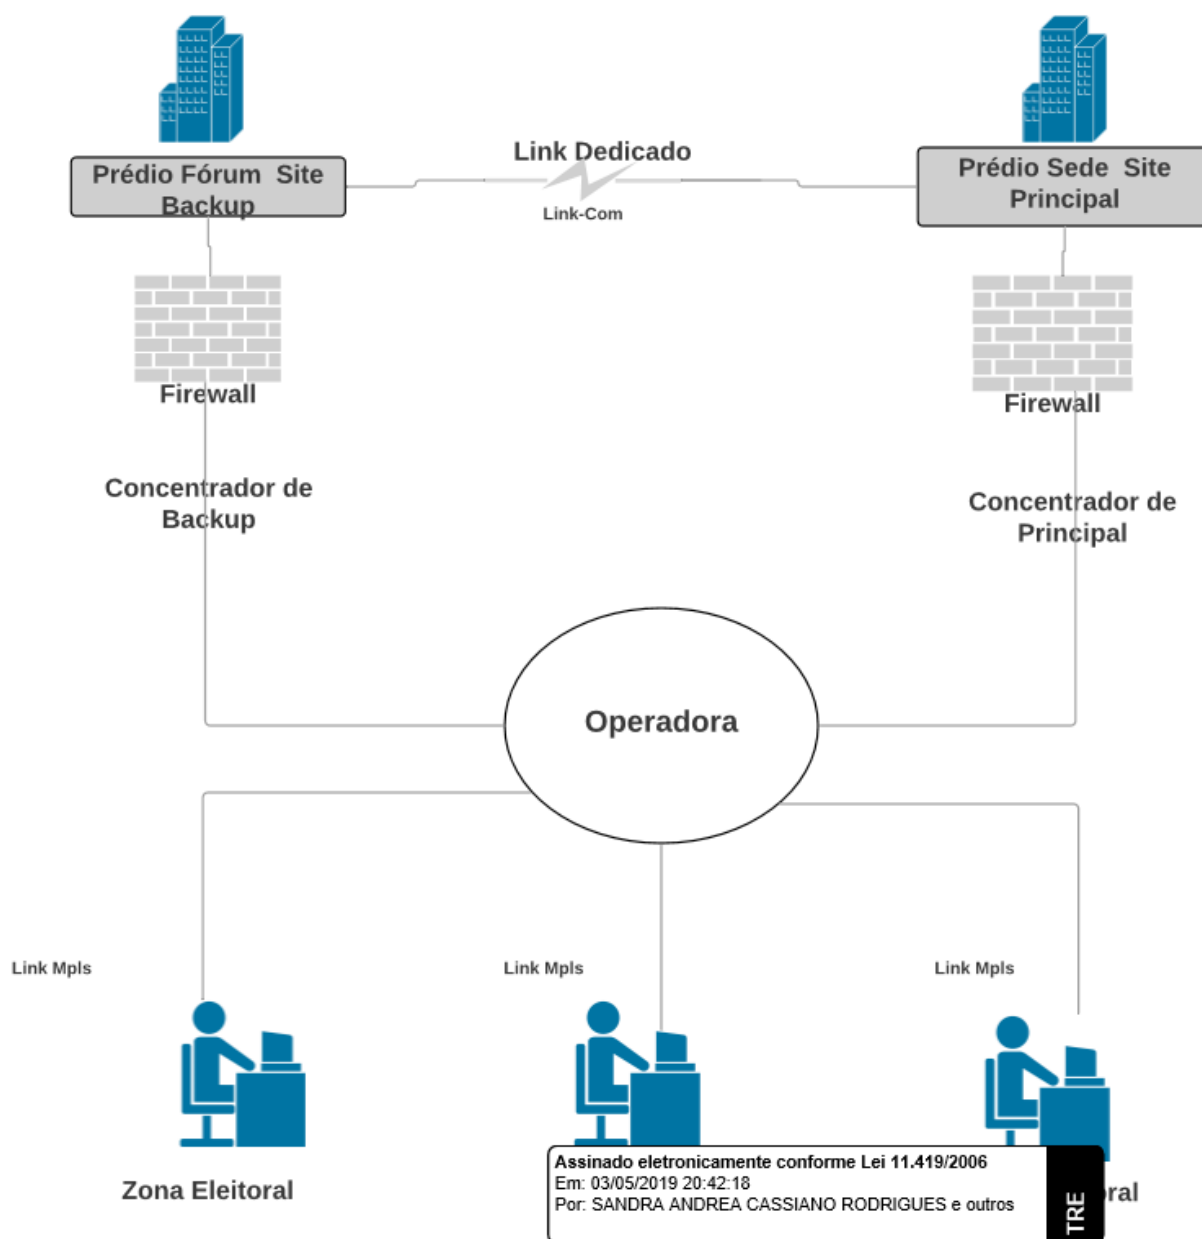 Prédio Fórum  Site
Backup
Link Dedicado
Link-Com
Prédio Sede  Site
Principal
Firewall
Firewall
Concentrador de
Backup
Concentrador de
Principal
Operadora
Link Mpls
Link Mpls
Link Mpls
Zona Eleitoral
Assinado eletronicamente conforme Lei 11.419/2006
Em: 03/05/2019 20:42:18
Por: SANDRA ANDREA CASSIANO RODRIGUES e outros
TRE